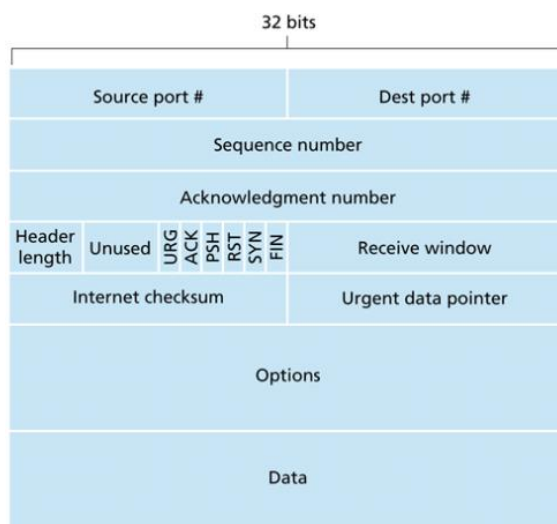 32 bits
Source port # Dest port #
Sequence number
Acknowledgment number
Header length Unused URG ACK PSH RST SYN FIN Receive window
Internet checksum Urgent data pointer
Options
Data